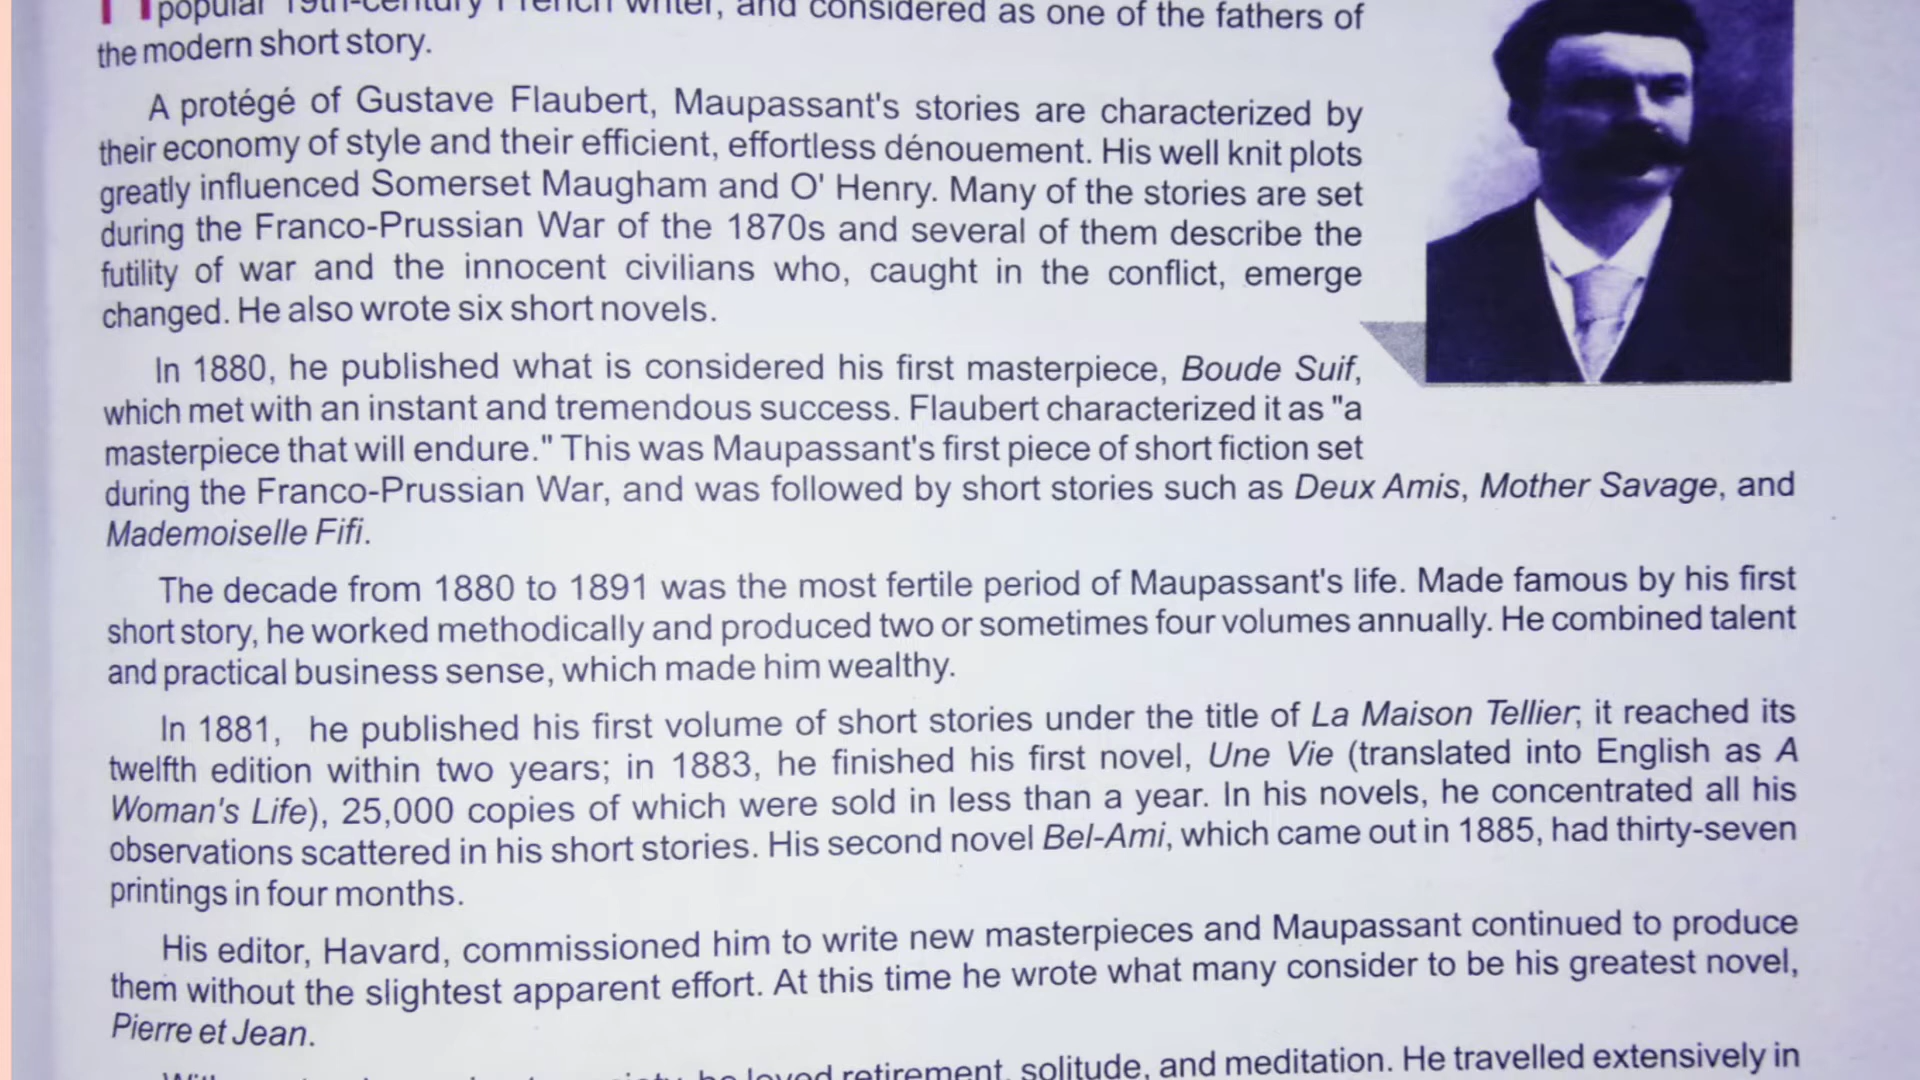 popular 19th-century French writer, and considered as one of the fathers of
the modern short story.
A protégé of Gustave Flaubert, Maupassant's stories are characterized by
their economy of style and their efficient, effortless dénouement. His well knit plots
greatly influenced Somerset Maugham and O' Henry. Many of the stories are set
during the Franco-Prussian War of the 1870s and several of them describe the
futility of war and the innocent civilians who, caught in the conflict, emerge
changed. He also wrote six short novels.
In 1880, he published what is considered his first masterpiece, Boude Suif,
which met with an instant and tremendous success. Flaubert characterized it as "a
masterpiece that will endure." This was Maupassant's first piece of short fiction set
during the Franco-Prussian War, and was followed by short stories such as Deux Amis, Mother Savage, and
Mademoiselle Fifi.
The decade from 1880 to 1891 was the most fertile period of Maupassant's life. Made famous by his first
short story, he worked methodically and produced two or sometimes four volumes annually. He combined talent
and practical business sense, which made him wealthy.
In 1881, he published his first volume of short stories under the title of La Maison Tellier; it reached its
twelfth edition within two years; in 1883, he finished his first novel, Une Vie (translated into English as A
Woman's Life), 25,000 copies of which were sold in less than a year. In his novels, he concentrated all his
observations scattered in his short stories. His second novel Bel-Ami, which came out in 1885, had thirty-seven
printings in four months.
His editor, Havard, commissioned him to write new masterpieces and Maupassant continued to produce
them without the slightest apparent effort. At this time he wrote what many consider to be his greatest novel,
Pierre et Jean.
he loved retirement, solitude, and meditation. He travelled extensively in